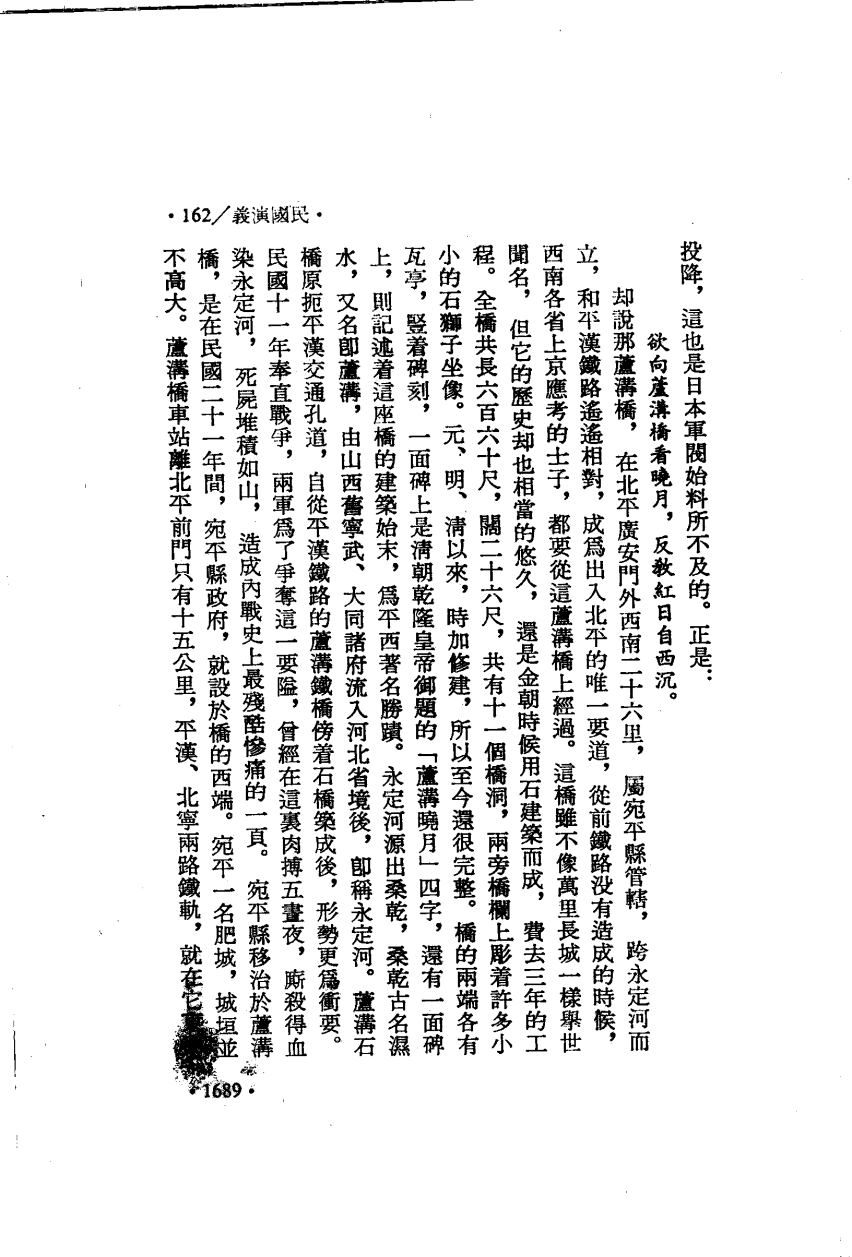 ·162/義演國民·
投降，這也是日本軍閥始料所不及的。正是：
欲向蘆溝橋看曉月，反教紅日自西沉。
却說那蘆溝橋，在北平廣安門外西南二十六里，屬宛平縣管轄，跨永定河而
立，和平漢鐵路遙遙相對，成爲出入北平的唯一要道，從前鐵路没有造成的時候，
西南各省上京應考的士子，都要從這蘆溝橋上經過。這橋雖不像萬里長城一樣舉世
聞名，但它的歷史却也相當的悠久，還是金朝時候用石建築而成，費去三年的工
程。全橋共長六百六十尺，闊二十六尺，共有十一個橋洞，兩旁橋欄上彫着許多小
小的石獅子坐像。元、明、清以來，時加修建，所以至今還很完整。橋的兩端各有
瓦亭，豎着碑刻，一面碑上是清朝乾隆皇帝御題的「蘆溝曉月」四字，還有一面碑
上，則記述着這座橋的建築始末，爲平西著名勝蹟。永定河源出桑乾，桑乾古名濕
水，又名卽蘆溝，由山西舊寧武、大同諸府流入河北省境後，卽稱永定河。蘆溝石
橋原扼平漢交通孔道，自從平漢鐵路的蘆溝鐵橋傍着石橋築成後，形勢更爲衝要。
民國十一年奉直戰爭，兩軍爲了爭奪這一要隘，曾經在這裏肉搏五晝夜，廝殺得血
染永定河，死屍堆積如山，造成內戰史上最殘酷慘痛的一頁。宛平縣移治於蘆溝
橋，是在民國二十一年間，宛平縣政府，就設於橋的西端。宛平一名肥城，城垣並
不高大。蘆溝橋車站離北平前門只有十五公里，平漢、北寧兩路鐵軌，就在它
·1689·